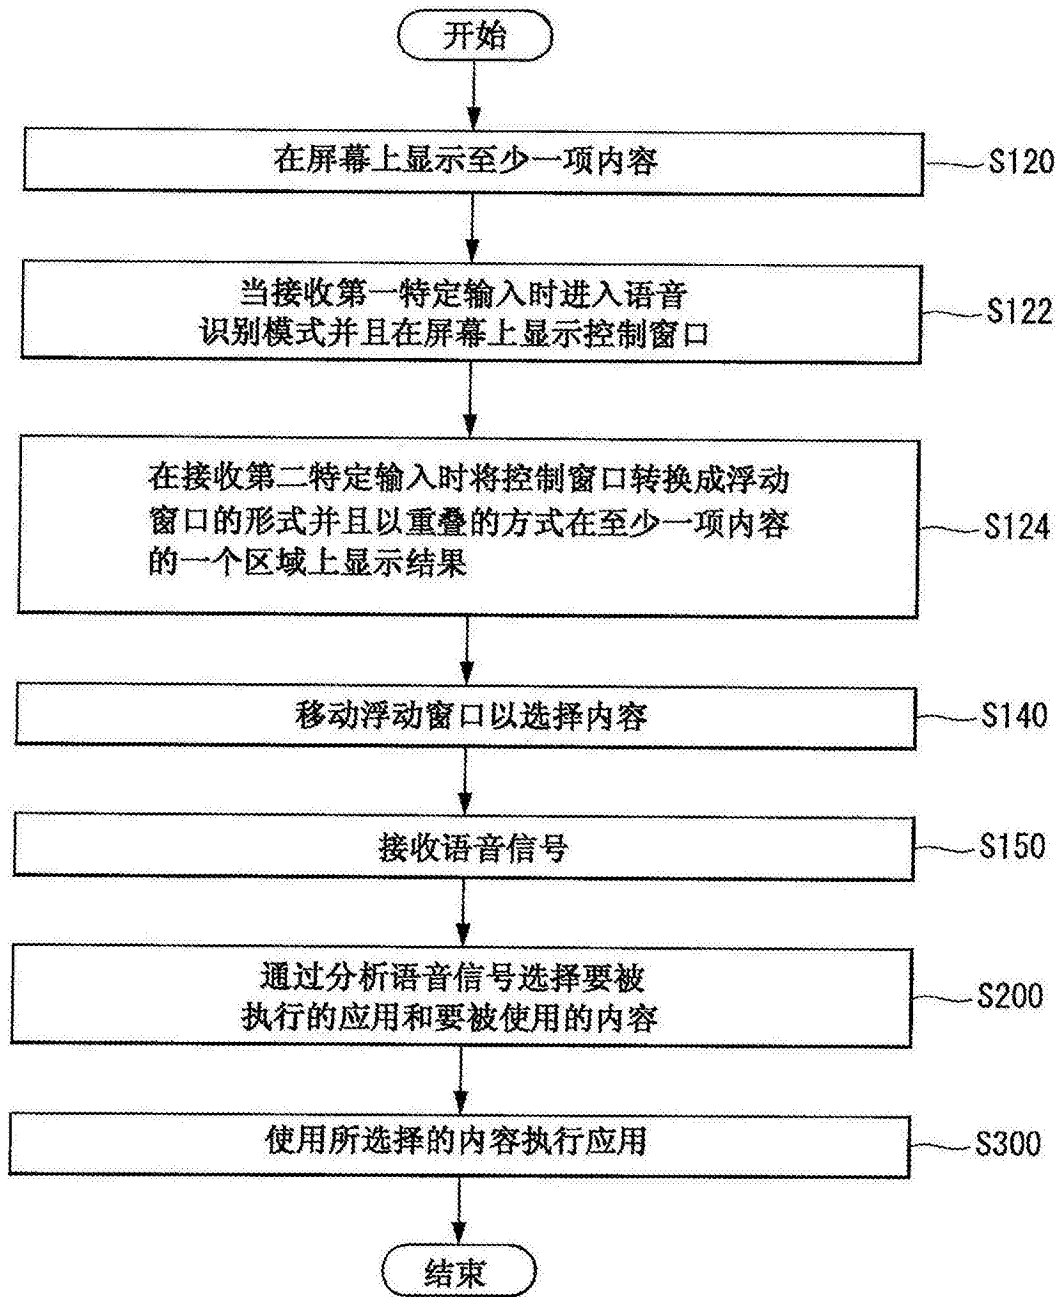 开始
在屏幕上显示至少一项内容
S120
当接收第一特定输入时进入语音
识别模式并且在屏幕上显示控制窗口
S122
在接收第二特定输入时将控制窗口转换成浮动
窗口的形式并且以重叠的方式在至少一项内容
的一个区域上显示结果
S124
移动浮动窗口以选择内容
S140
接收语音信号
S150
通过分析语音信号选择要被
执行的应用和要被使用的内容
S200
使用所选择的内容执行应用
S300
结束